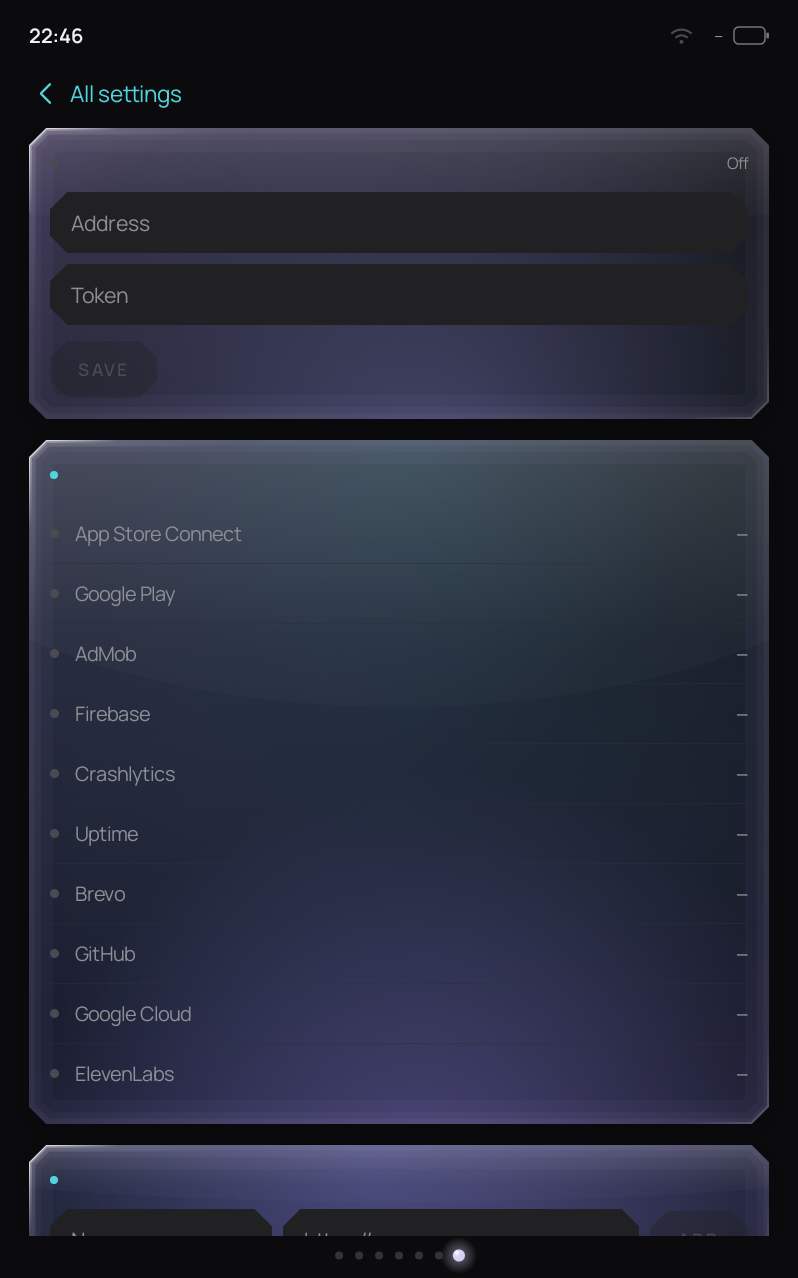 22:46
–
All settings
Off
Address
Token
SAVE
App Store Connect –
Google Play –
AdMob –
Firebase –
Crashlytics –
Uptime –
Brevo –
GitHub –
Google Cloud –
ElevenLabs –